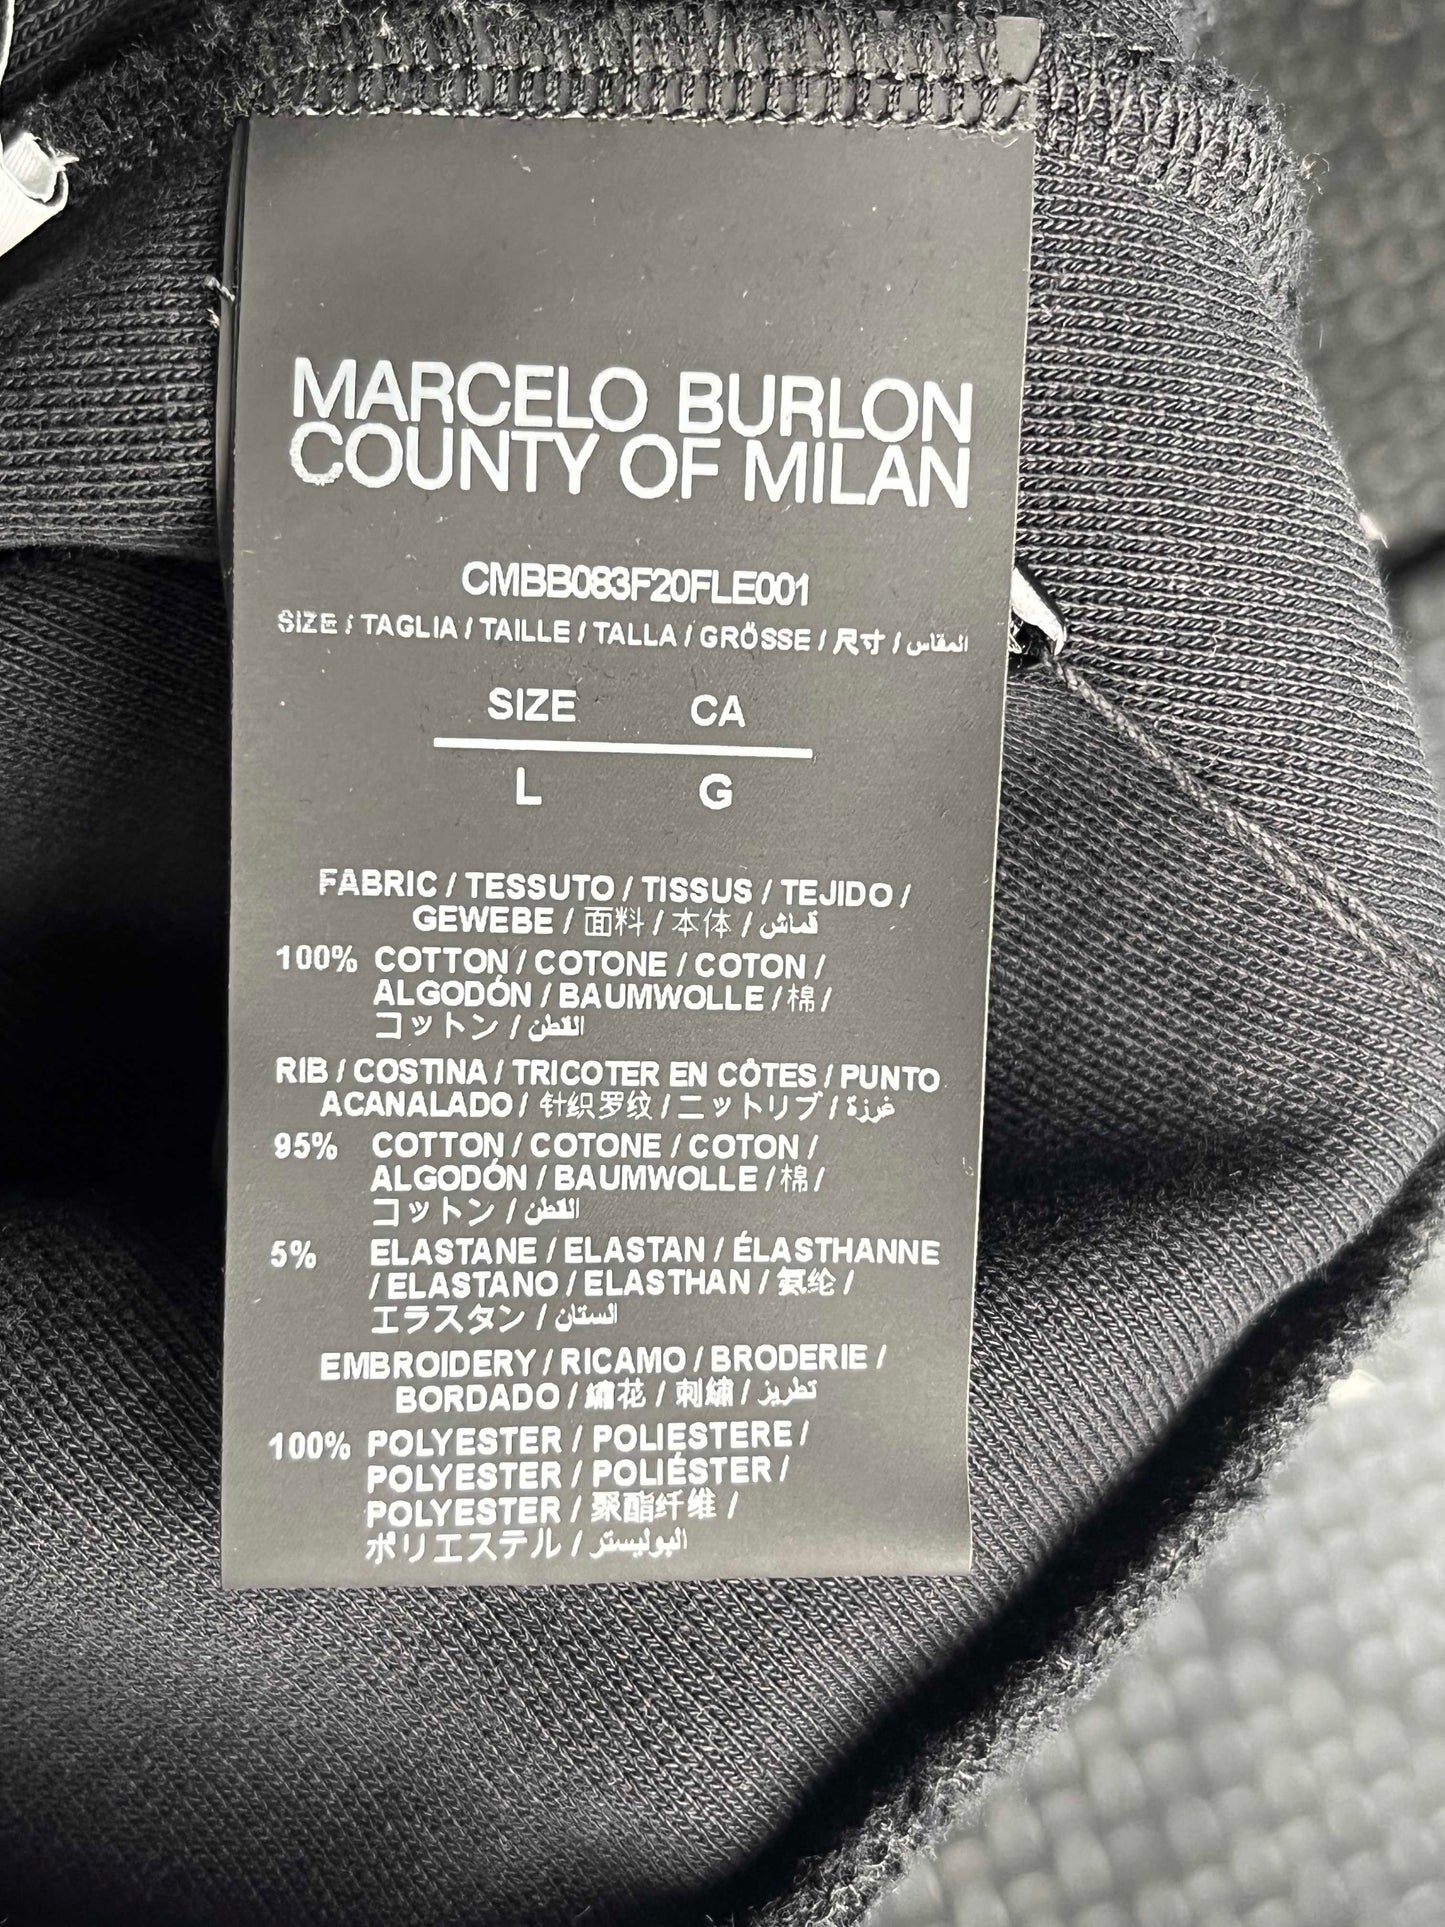 MARCELO BURLON
COUNTY OF MILAN
CMBB083F20FLE001
SIZE / TAGLIA / TAILLE / TALLA / GRÖSSE / 尺寸 / المقاس
SIZE CA
L G
FABRIC / TESSUTO / TISSUS / TEJIDO /
GEWEBE / 面料 / 本体 / قماش
100% COTTON / COTONE / COTON /
ALGODÓN / BAUMWOLLE / 棉 /
コットン / القطن
RIB / COSTINA / TRICOTER EN CÔTES / PUNTO
ACANALADO / 针织罗纹 / ニットリブ / غرزة
95% COTTON / COTONE / COTON /
ALGODÓN / BAUMWOLLE / 棉 /
コットン / القطن
5% ELASTANE / ELASTAN / ÉLASTHANNE
/ ELASTANO / ELASTHAN / 氨纶 /
エラスタン / الستان
EMBROIDERY / RICAMO / BRODERIE /
BORDADO / 繡花 / 刺繍 / تطريز
100% POLYESTER / POLIESTERE /
POLYESTER / POLIÉSTER /
POLYESTER / 聚酯纤维 /
ポリエステル / البوليستر